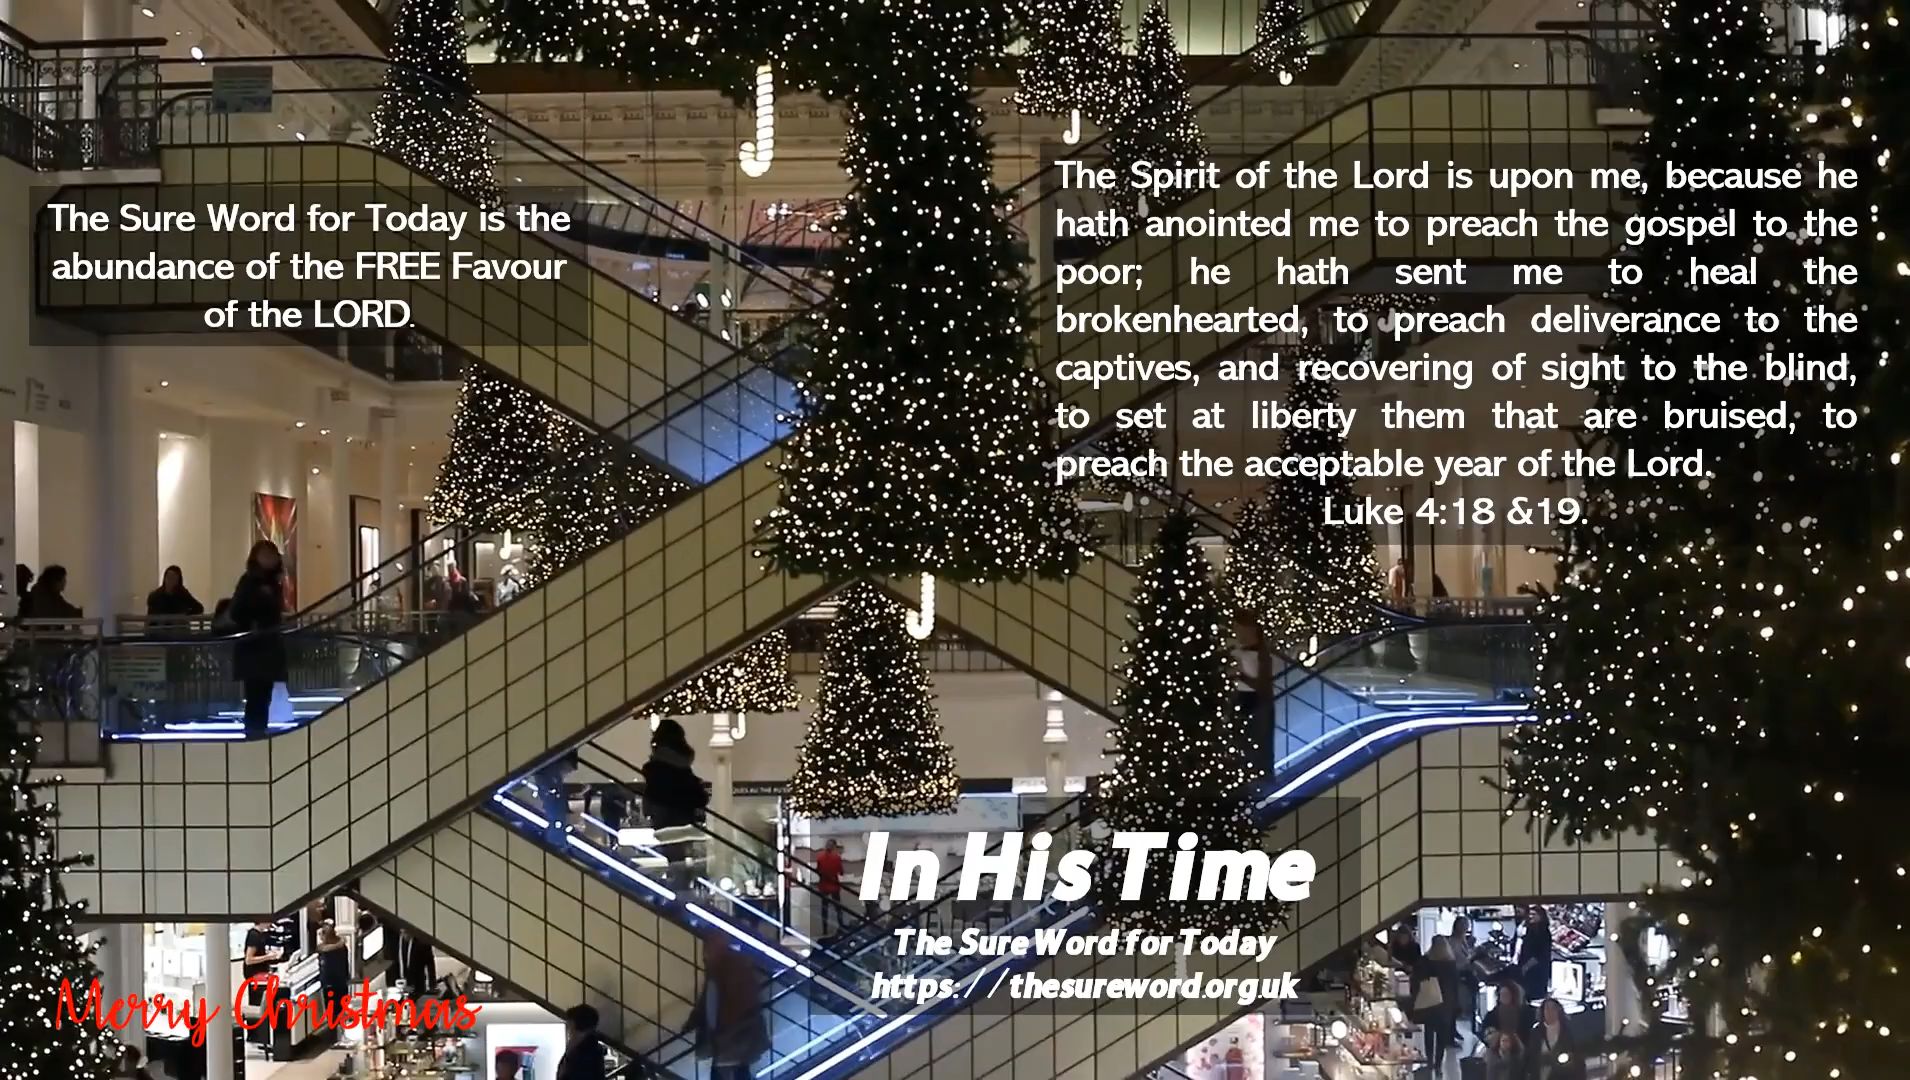 The Sure Word for Today is the
abundance of the FREE Favour
of the LORD.
The Spirit of the Lord is upon me, because he
hath anointed me to preach the gospel to the
poor; he hath sent me to heal the
brokenhearted, to preach deliverance to the
captives, and recovering of sight to the blind,
to set at liberty them that are bruised, to
preach the acceptable year of the Lord.
Luke 4:18 &19.
In His Time
The Sure Word for Today
https://thesureword.org.uk
Merry Christmas